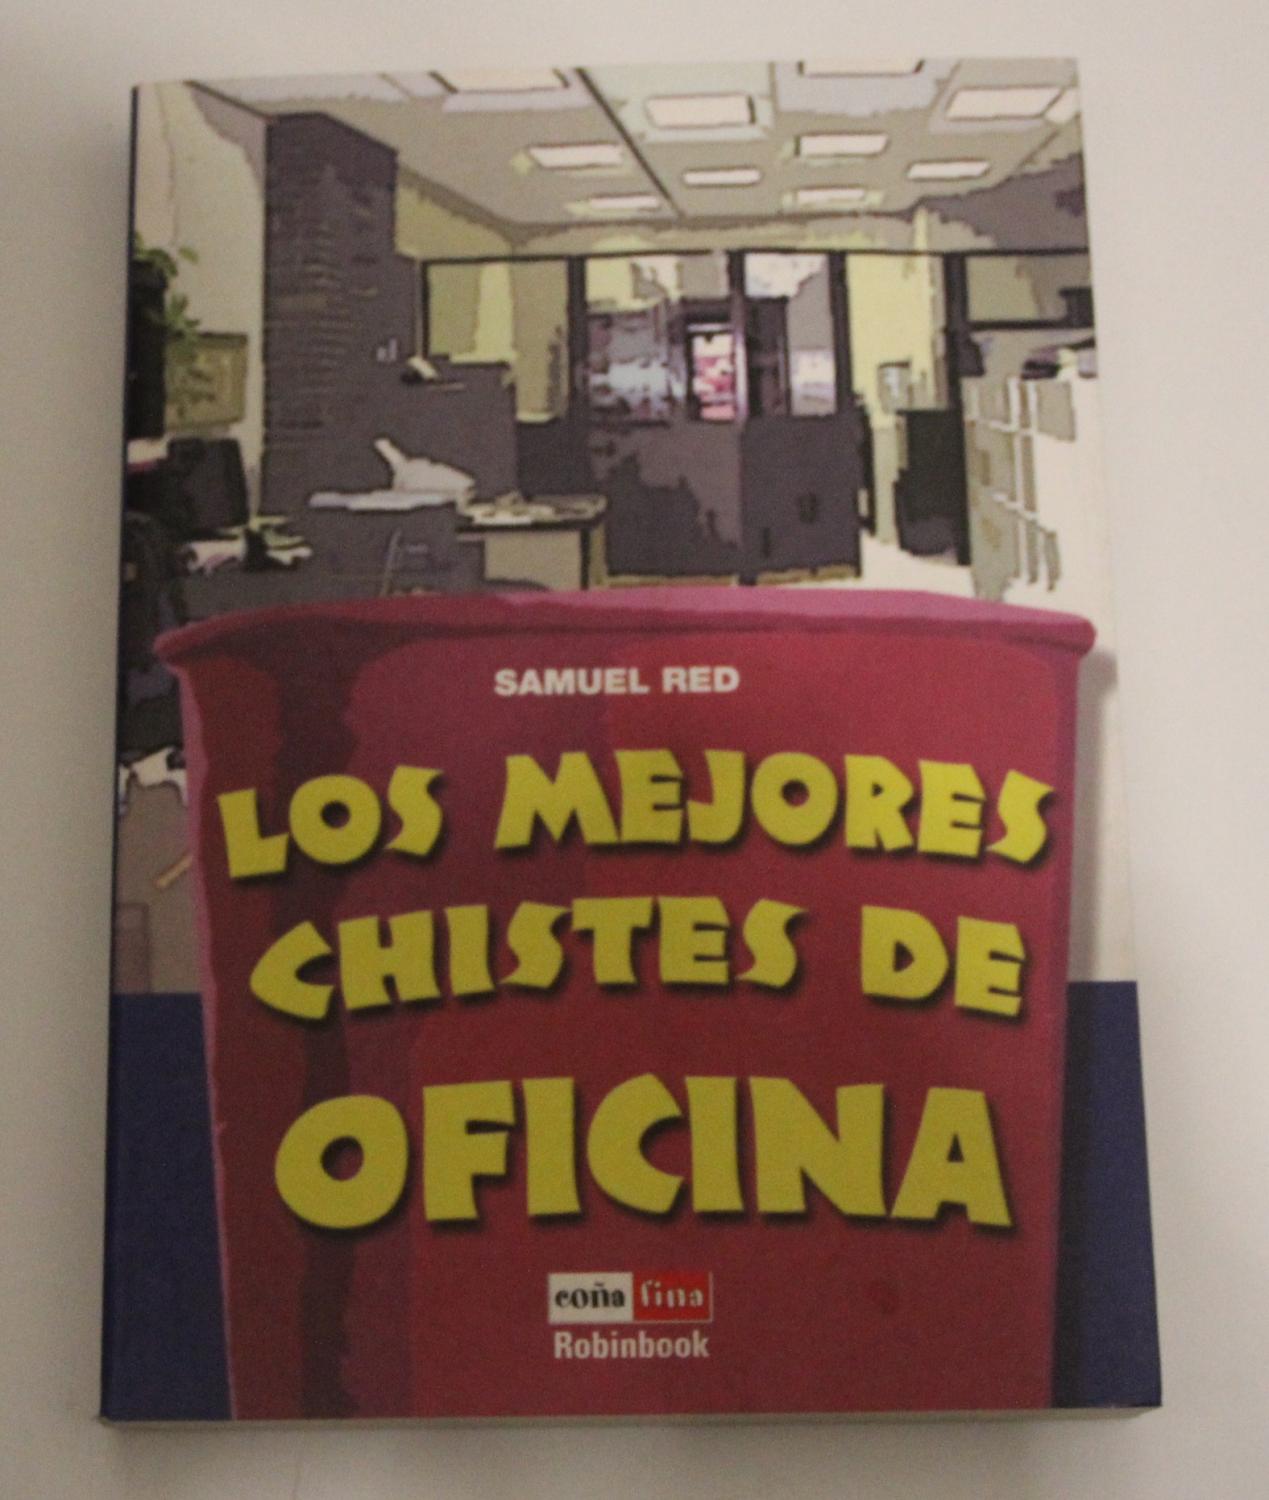 SAMUEL RED
LOS MEJORES
CHISTES DE
OFICINA
coña fina
Robinbook